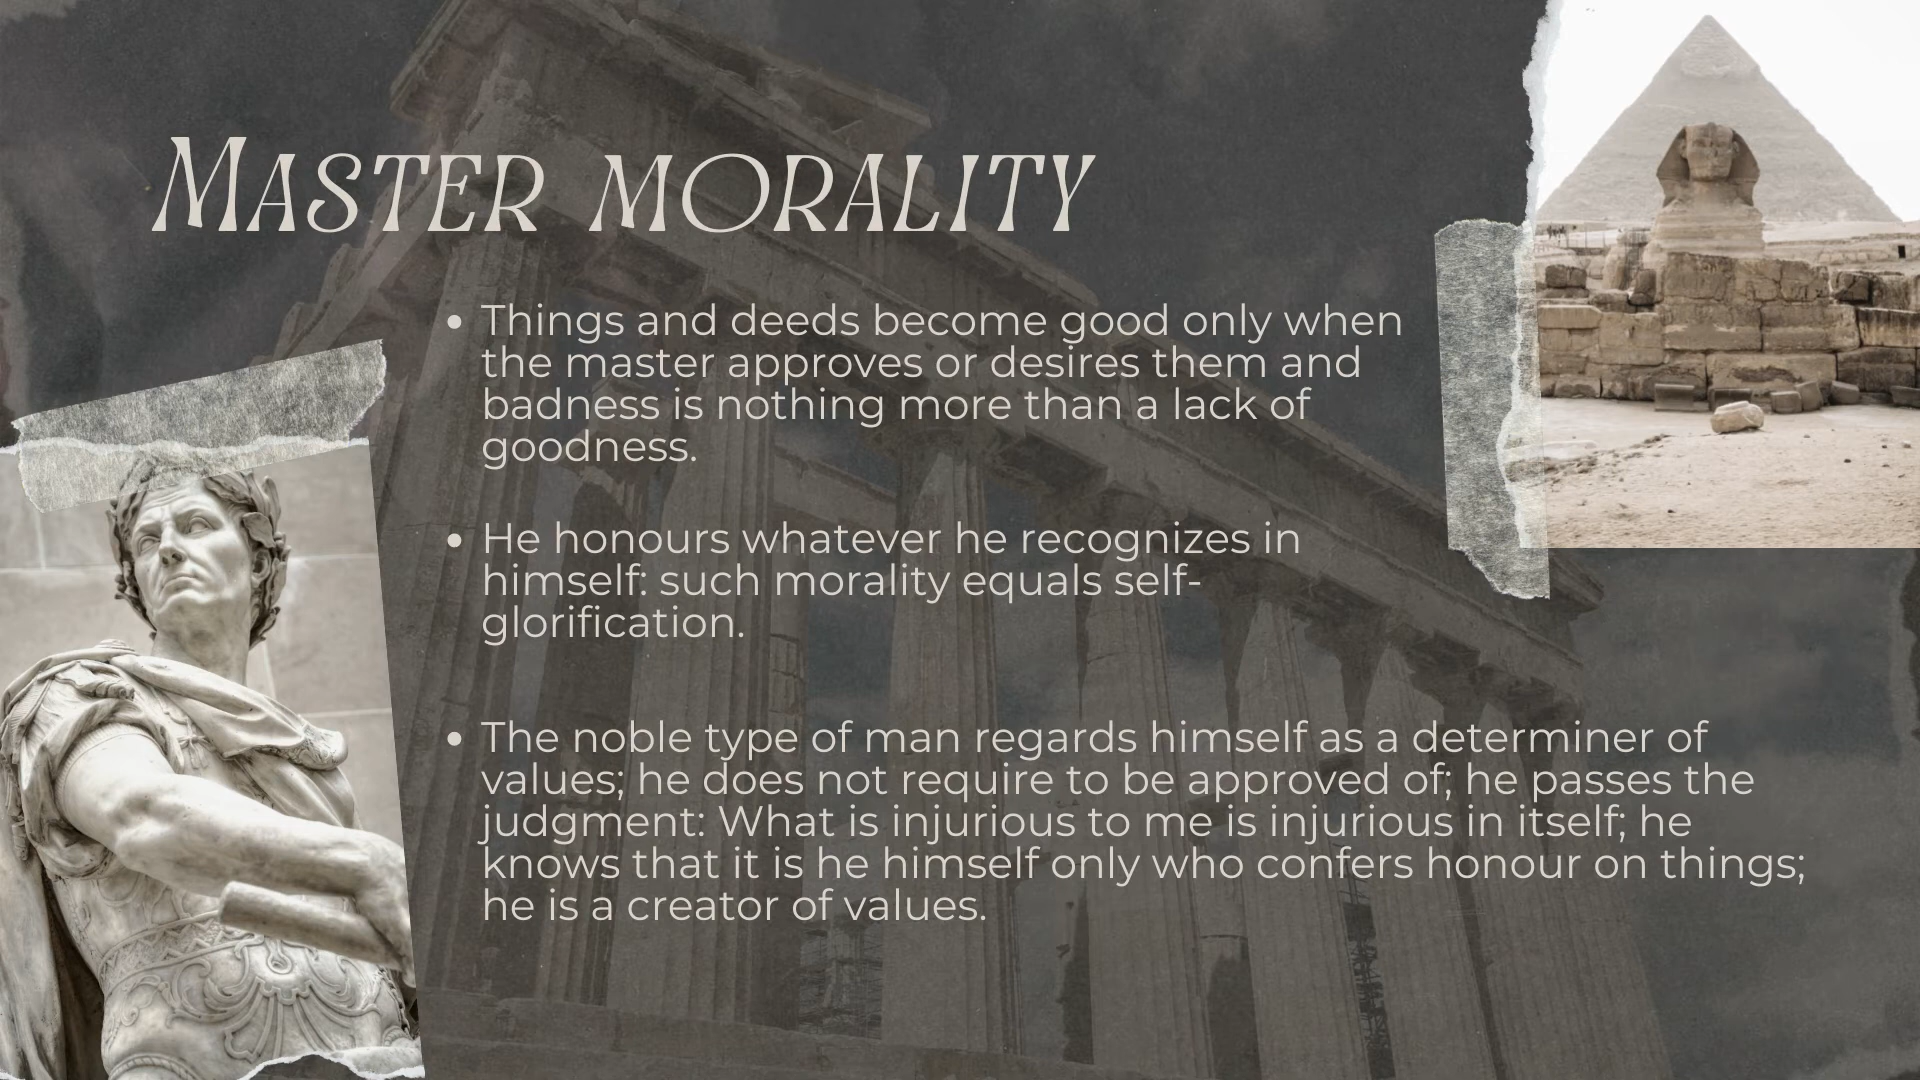 Master morality
• Things and deeds become good only when
the master approves or desires them and
badness is nothing more than a lack of
goodness.
• He honours whatever he recognizes in
himself: such morality equals self-
glorification.
• The noble type of man regards himself as a determiner of
values; he does not require to be approved of; he passes the
judgment: What is injurious to me is injurious in itself; he
knows that it is he himself only who confers honour on things;
he is a creator of values.